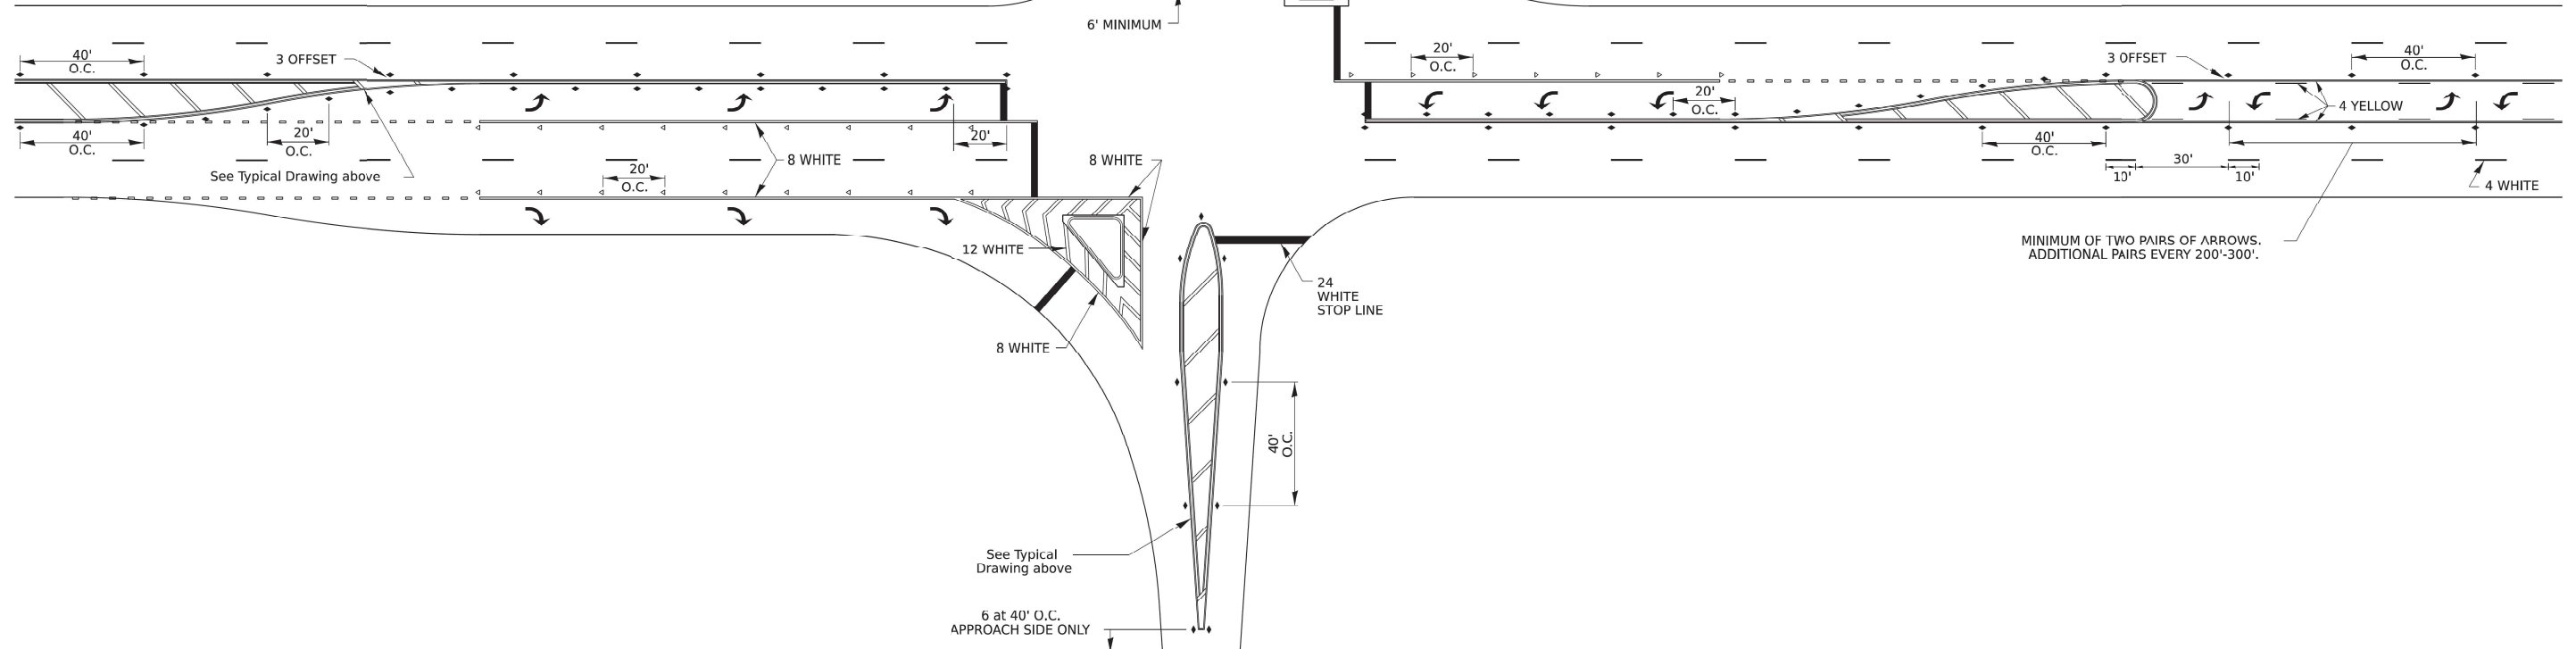 6' MINIMUM
40'
O.C.
3 OFFSET
20'
O.C.
3 OFFSET
40'
O.C.
20'
O.C.
4 YELLOW
40'
O.C.
20'
O.C.
See Typical Drawing above
20'
O.C.
8 WHITE
20'
8 WHITE
40'
O.C.
10'
30'
10'
4 WHITE
12 WHITE
MINIMUM OF TWO PAIRS OF ARROWS.
ADDITIONAL PAIRS EVERY 200'-300'.
24
WHITE
STOP LINE
8 WHITE
40'
O.C.
See Typical
Drawing above
6 at 40' O.C.
APPROACH SIDE ONLY